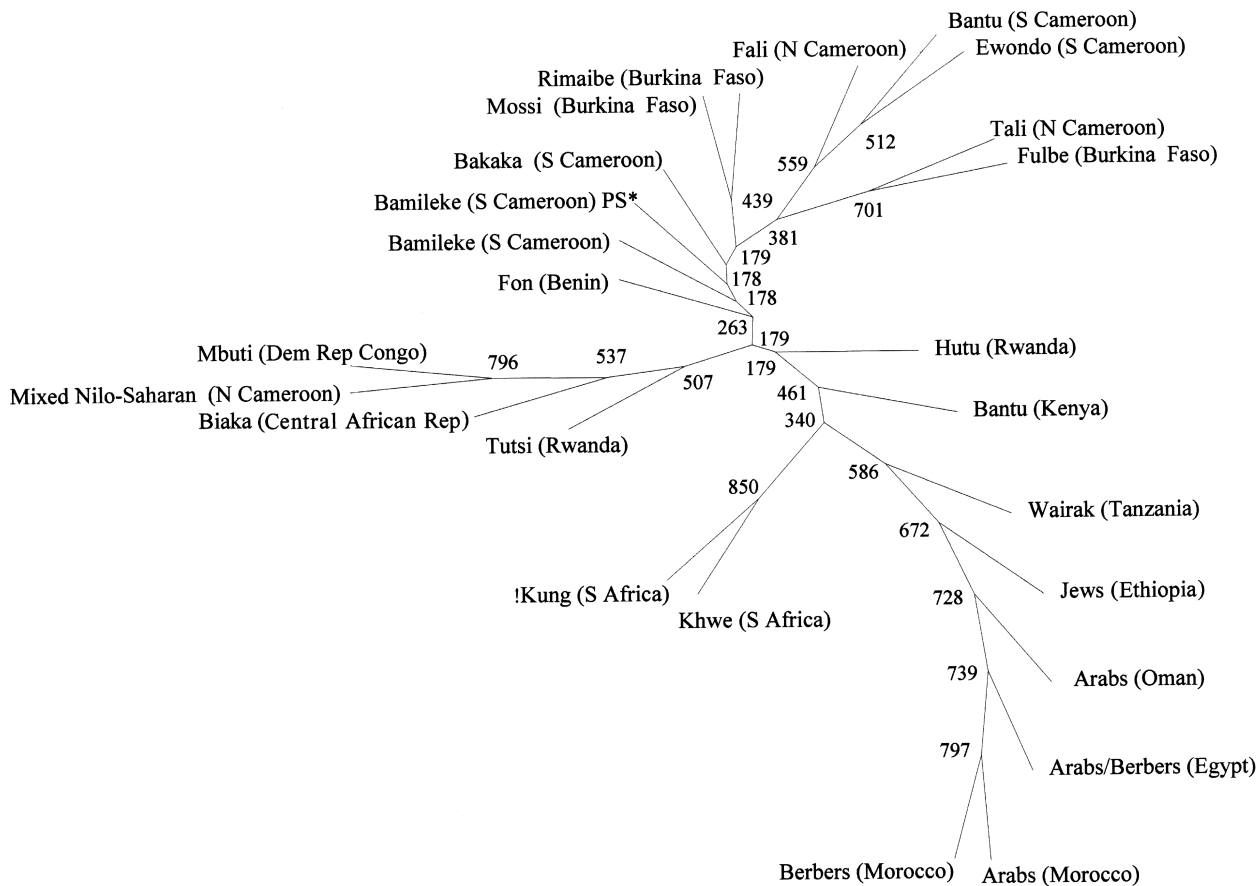 Bantu (S Cameroon)
Fali (N Cameroon)
Ewondo (S Cameroon)
Rimaibe (Burkina Faso)
Mossi (Burkina Faso)
Tali (N Cameroon)
512
Fulbe (Burkina Faso)
Bakaka (S Cameroon)
559
Bamileke (S Cameroon) PS*
439
701
381
Bamileke (S Cameroon)
179
178
Fon (Benin)
178
263
179
Hutu (Rwanda)
Mbuti (Dem Rep Congo)
796
537
179
507
Mixed Nilo-Saharan (N Cameroon)
461
Bantu (Kenya)
Biaka (Central African Rep)
340
Tutsi (Rwanda)
586
850
Wairak (Tanzania)
672
!Kung (S Africa)
Jews (Ethiopia)
728
Khwe (S Africa)
739
Arabs (Oman)
797
Arabs/Berbers (Egypt)
Berbers (Morocco)
Arabs (Morocco)